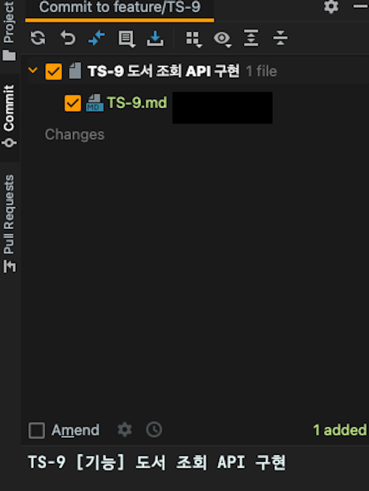 Commit to feature/TS-9
Project
Commit
Pull Requests
TS-9 도서 조회 API 구현 1 file
MD
TS-9.md
Changes
Amend
1 added
TS-9 [기능] 도서 조회 API 구현